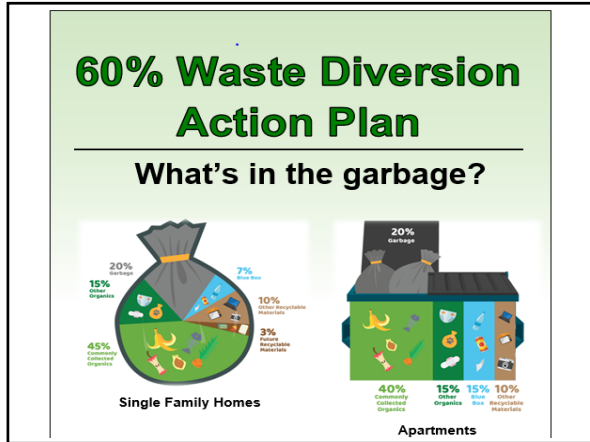 60% Waste Diversion
Action Plan
What's in the garbage?
20%
Garbage
15%
Other
Organics
45%
Commonly
Collected
Organics
7%
Blue Box
10%
Other Recyclable
Materials
3%
Future
Recyclable
Materials
Single Family Homes
20%
Garbage
40%
Commonly
Collected
Organics
15%
Other
Organics
15%
Blue
Box
10%
Other
Recyclable
Materials
Apartments